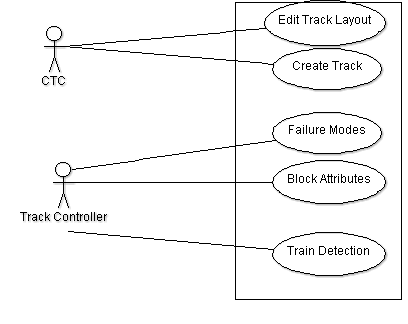 Edit Track Layout
CTC
Create Track
Failure Modes
Block Attributes
Track Controller
Train Detection